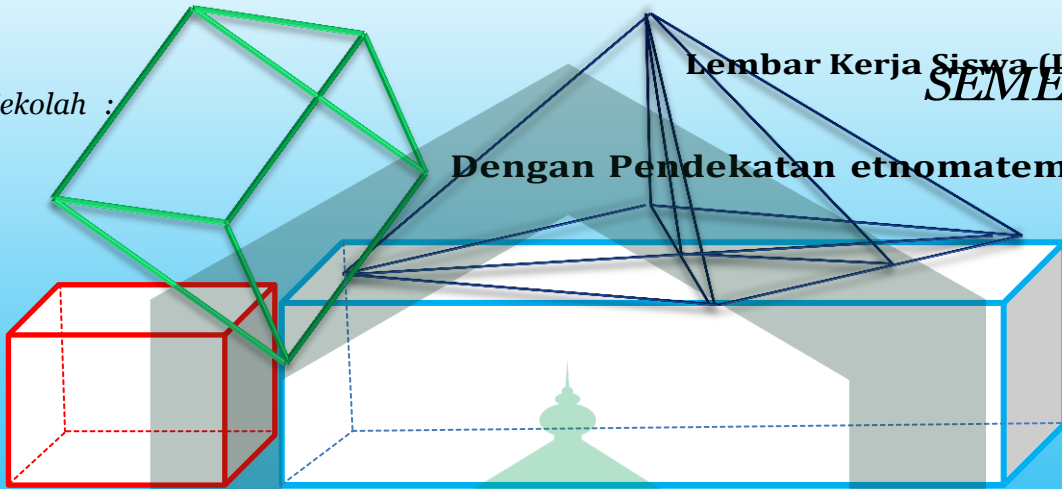 Lembar Kerja Siswa (
SEME
ekolah :
Dengan Pendekatan etnomatem